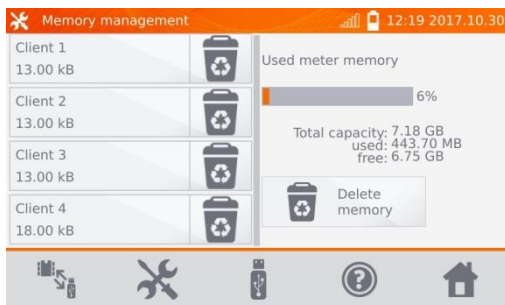 Memory management
12:19 2017.10.30
Client 1
13.00 kB
Client 2
13.00 kB
Client 3
13.00 kB
Client 4
18.00 kB
Used meter memory
6%
Total capacity: 7.18 GB
used: 443.70 MB
free: 6.75 GB
Delete
memory
?